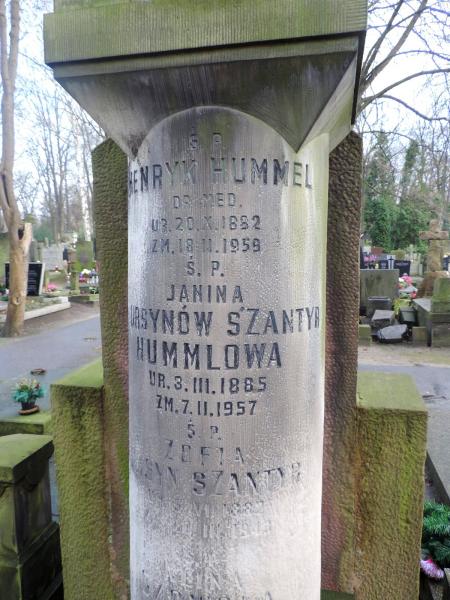 Ś. P.
HENRYK HUMMEL
DR MED.
UR. 20.X.1882
ZM. 18.II.1959
Ś. P.
JANINA
URSYNÓW SZANTYR
HUMMLOWA
UR. 3.III.1885
ZM. 7.II.1957
Ś. P.
ZOFIA
URSYN SZANTYR